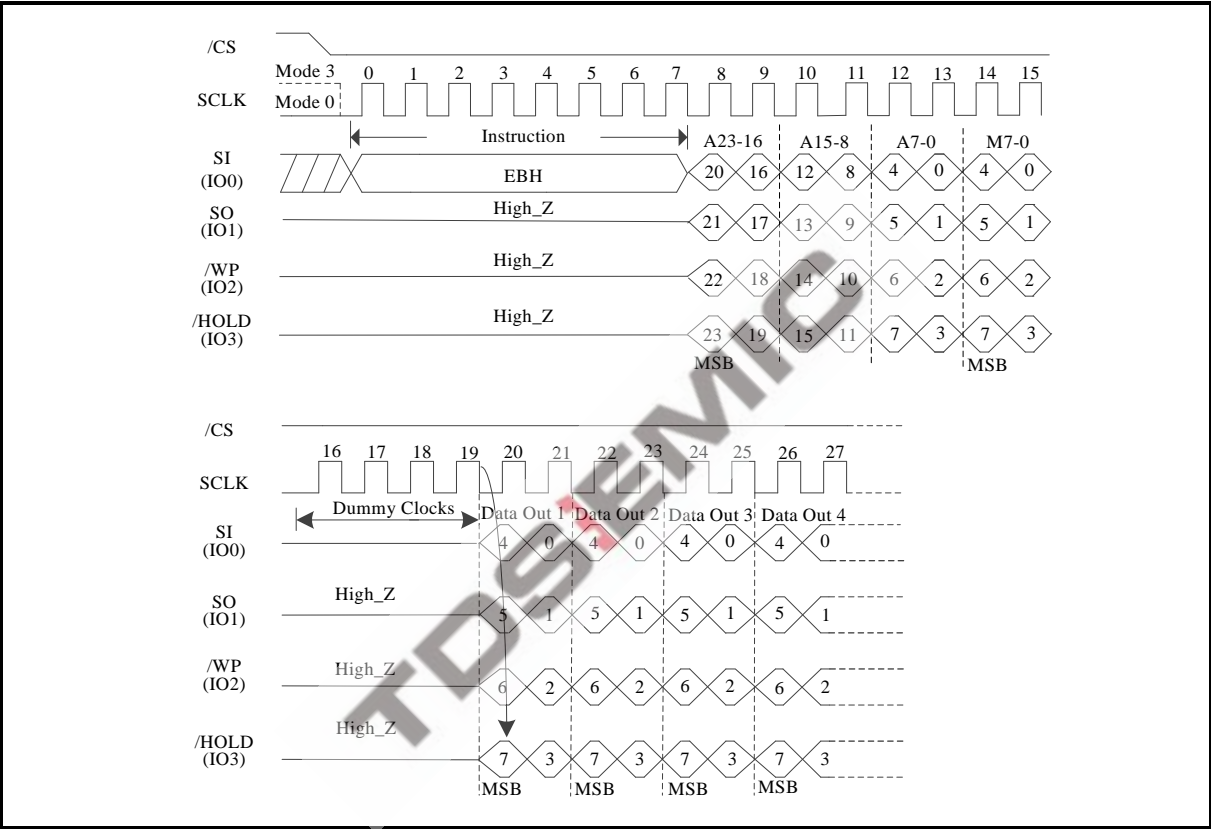 /CS
Mode 3 0 1 2 3 4 5 6 7 8 9 10 11 12 13 14 15
SCLK Mode 0
Instruction A23-16 A15-8 A7-0 M7-0
SI
(IO0) EBH 20 16 12 8 4 0 4 0
High_Z
SO
(IO1) 21 17 13 9 5 1 5 1
High_Z
/WP
(IO2) 22 18 14 10 6 2 6 2
High_Z
/HOLD
(IO3) 23 19 15 11 7 3 7 3
MSB MSB
/CS
16 17 18 19 20 21 22 23 24 25 26 27
SCLK
Dummy Clocks Data Out 1 Data Out 2 Data Out 3 Data Out 4
SI
(IO0) 4 0 4 0 4 0 4 0
High_Z
SO
(IO1) 5 1 5 1 5 1 5 1
High_Z
/WP
(IO2) 6 2 6 2 6 2 6 2
High_Z
/HOLD
(IO3) 7 3 7 3 7 3 7 3
MSB MSB MSB MSB
TDSEMIC